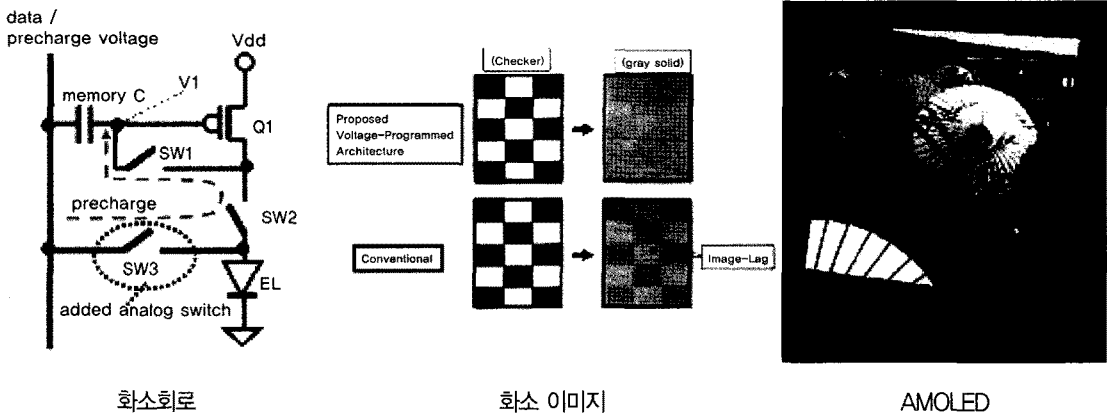 data /
precharge voltage
Vdd
V1
memory C
Q1
SW1
precharge
SW2
SW3
EL
added analog switch
(Checker)
(gray solid)
Proposed
Voltage-Programmed
Architecture
Conventional
Image-Lag
화소회로
화소 이미지
AMOLED